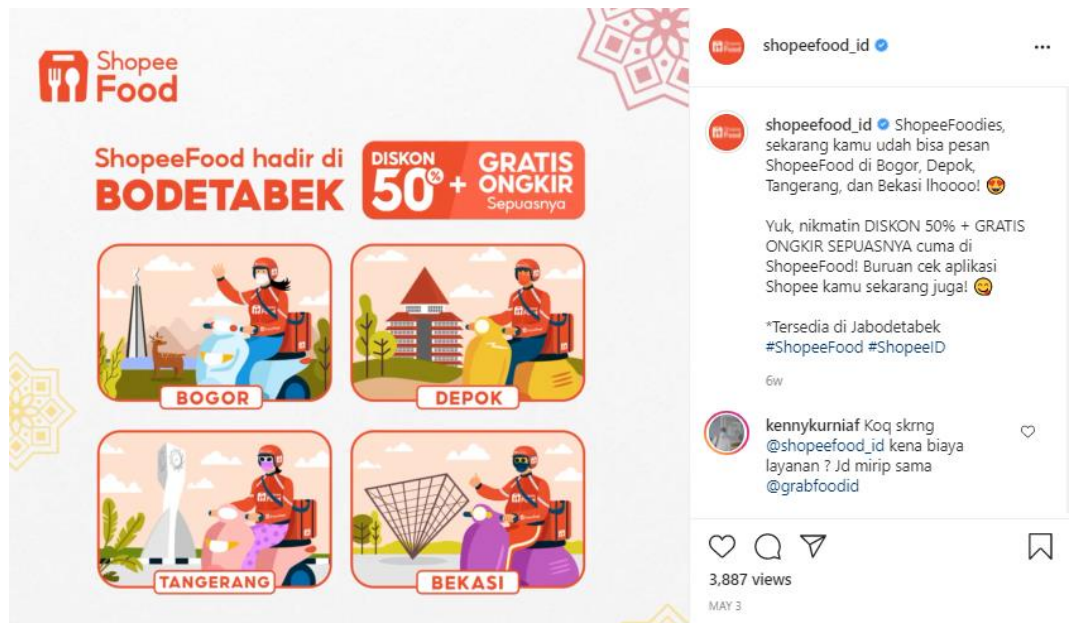 Shopee
Food
ShopeeFood hadir di
BODETABEK
DISKON
50%
+
GRATIS
ONGKIR
Sepuasnya
BOGOR
DEPOK
TANGERANG
BEKASI
shopeefood_id
shopeefood_id ShopeeFoodies,
sekarang kamu udah bisa pesan
ShopeeFood di Bogor, Depok,
Tangerang, dan Bekasi lhoooo! 😍
Yuk, nikmatin DISKON 50% + GRATIS
ONGKIR SEPUASNYA cuma di
ShopeeFood! Buruan cek aplikasi
Shopee kamu sekarang juga! 😋
*Tersedia di Jabodetabek
#ShopeeFood #ShopeeID
6w
kennykurniaf Koq skrng
@shopeefood_id kena biaya
layanan ? Jd mirip sama
@grabfoodid
3,887 views
MAY 3